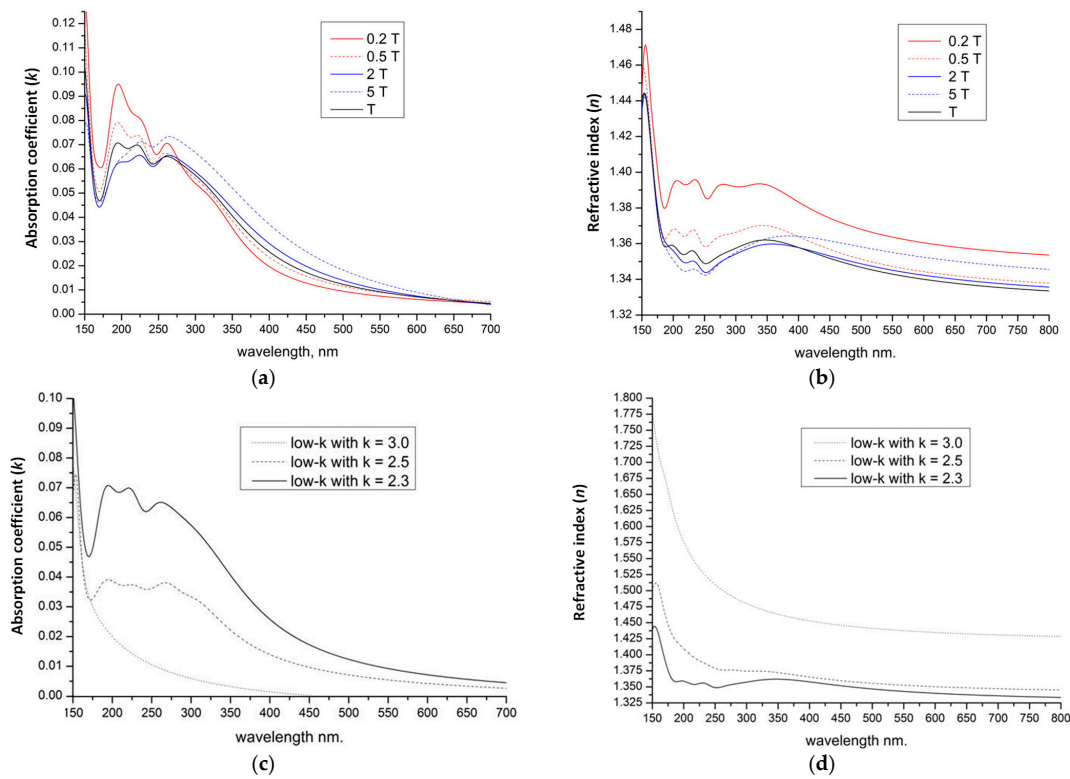 0.12
0.11
0.10
0.09
0.08
0.07
0.06
0.05
0.04
0.03
0.02
0.01
0.00
Absorption coefficient (k)
0.2 T
0.5 T
2 T
5 T
T
150 200 250 300 350 400 450 500 550 600 650 700
wavelength, nm
(a)
1.48
1.46
1.44
1.42
1.40
1.38
1.36
1.34
1.32
Refractive index (n)
0.2 T
0.5 T
2 T
5 T
T
150 200 250 300 350 400 450 500 550 600 650 700 750 800
wavelength nm.
(b)
0.10
0.09
0.08
0.07
0.06
0.05
0.04
0.03
0.02
0.01
0.00
Absorption coefficient (k)
low-k with k = 3.0
low-k with k = 2.5
low-k with k = 2.3
150 200 250 300 350 400 450 500 550 600 650 700
wavelength nm.
(c)
1.800
1.775
1.750
1.725
1.700
1.675
1.650
1.625
1.600
1.575
1.550
1.525
1.500
1.475
1.450
1.425
1.400
1.375
1.350
1.325
Refractive index (n)
low-k with k = 3.0
low-k with k = 2.5
low-k with k = 2.3
150 200 250 300 350 400 450 500 550 600 650 700 750 800
wavelength nm.
(d)